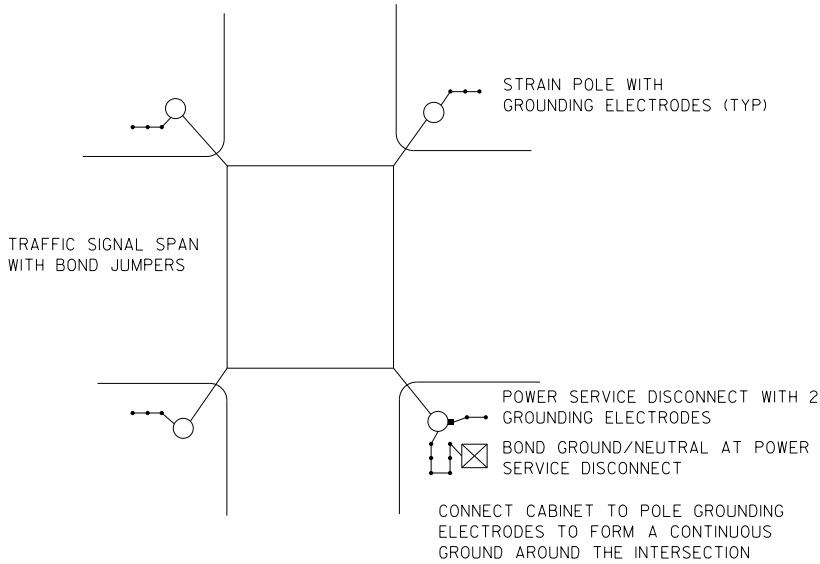 STRAIN POLE WITH
GROUNDING ELECTRODES (TYP)
TRAFFIC SIGNAL SPAN
WITH BOND JUMPERS
POWER SERVICE DISCONNECT WITH 2
GROUNDING ELECTRODES
BOND GROUND/NEUTRAL AT POWER
SERVICE DISCONNECT
CONNECT CABINET TO POLE GROUNDING
ELECTRODES TO FORM A CONTINUOUS
GROUND AROUND THE INTERSECTION